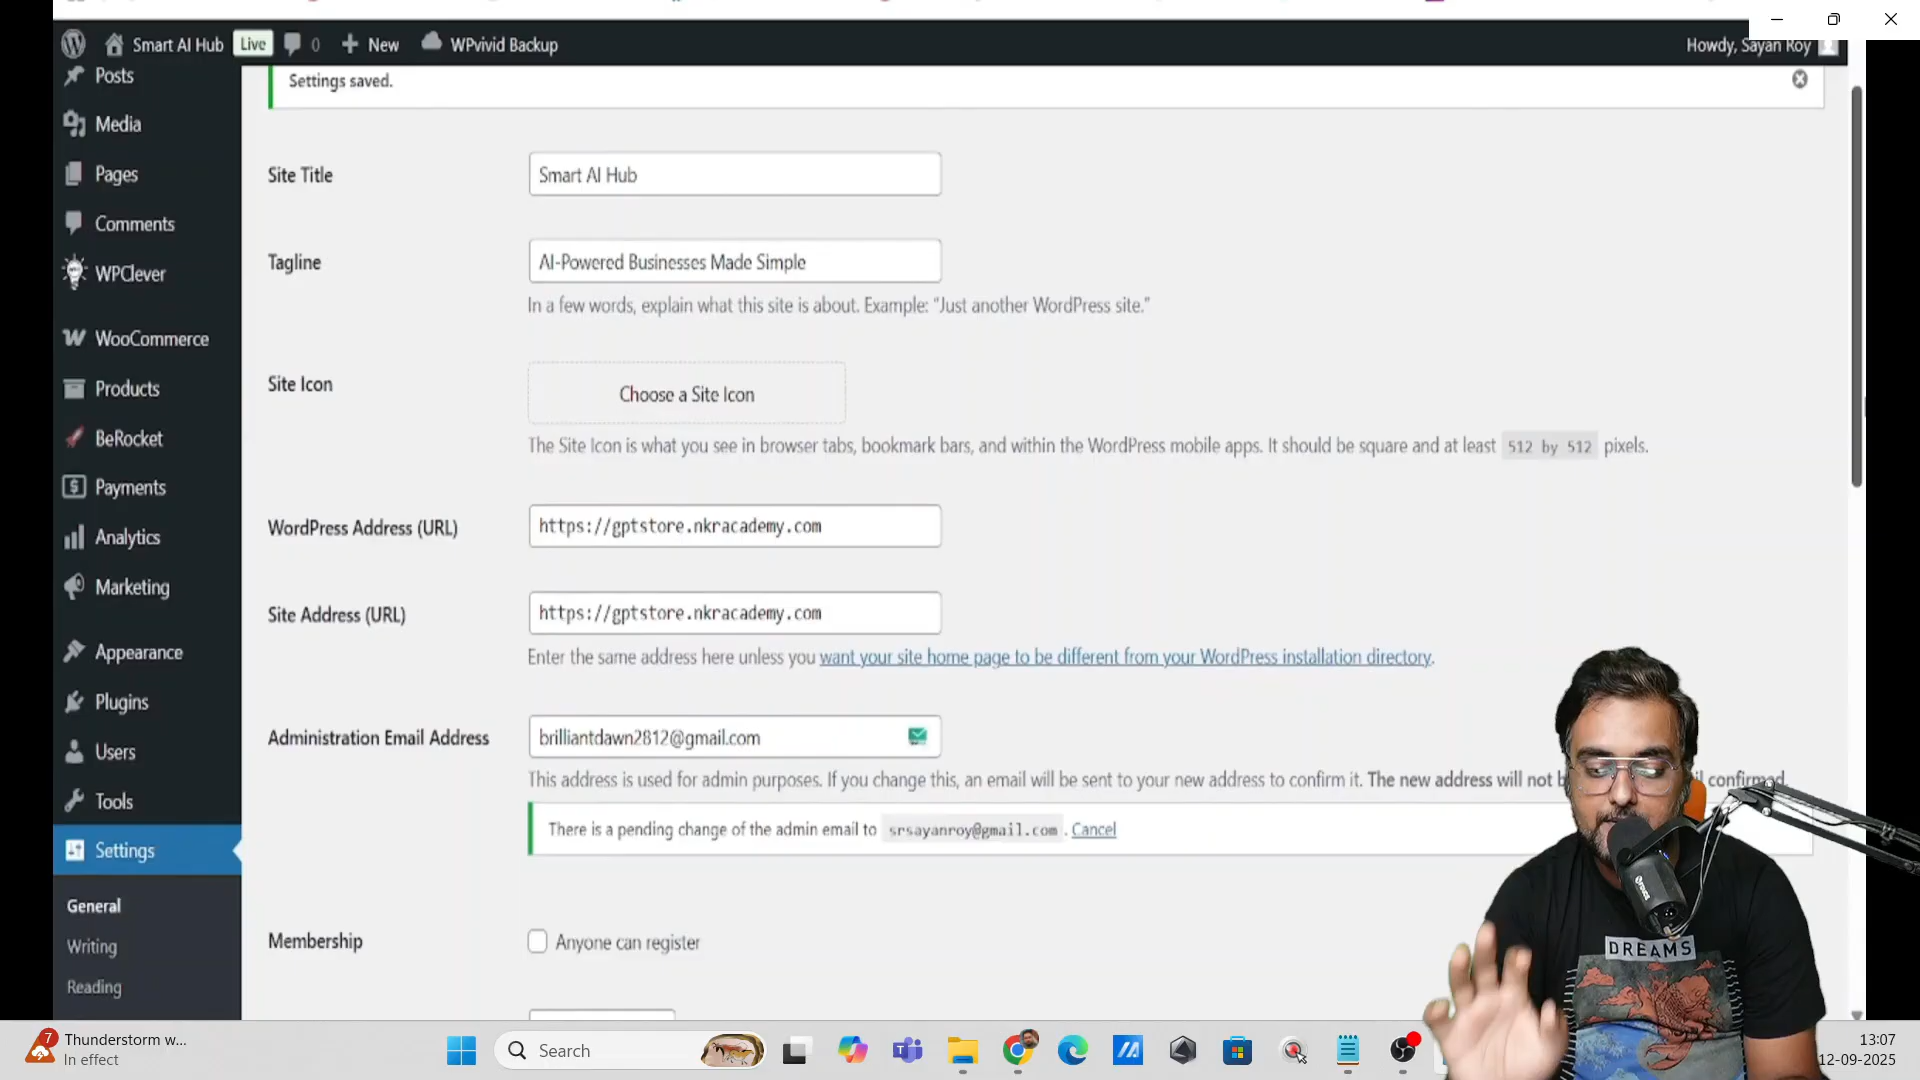 Smart AI Hub Live 0 New WPvivid Backup Howdy, Sayan Roy
Posts
Media
Pages
Comments
WPClever
WooCommerce
Products
BeRocket
Payments
Analytics
Marketing
Appearance
Plugins
Users
Tools
Settings
General
Writing
Reading
Settings saved.
Site Title
Smart AI Hub
Tagline
AI-Powered Businesses Made Simple
In a few words, explain what this site is about. Example: “Just another WordPress site.”
Site Icon
Choose a Site Icon
The Site Icon is what you see in browser tabs, bookmark bars, and within the WordPress mobile apps. It should be square and at least 512 by 512 pixels.
WordPress Address (URL)
https://gptstore.nkracademy.com
Site Address (URL)
https://gptstore.nkracademy.com
Enter the same address here unless you want your site home page to be different from your WordPress installation directory.
Administration Email Address
brilliantdawn2812@gmail.com
This address is used for admin purposes. If you change this, an email will be sent to your new address to confirm it. The new address will not confirmed.
There is a pending change of the admin email to srsayanroy@gmail.com . Cancel
Membership
Anyone can register
DREAMS
7
Thunderstorm w...
In effect
Search
13:07
12-09-2025